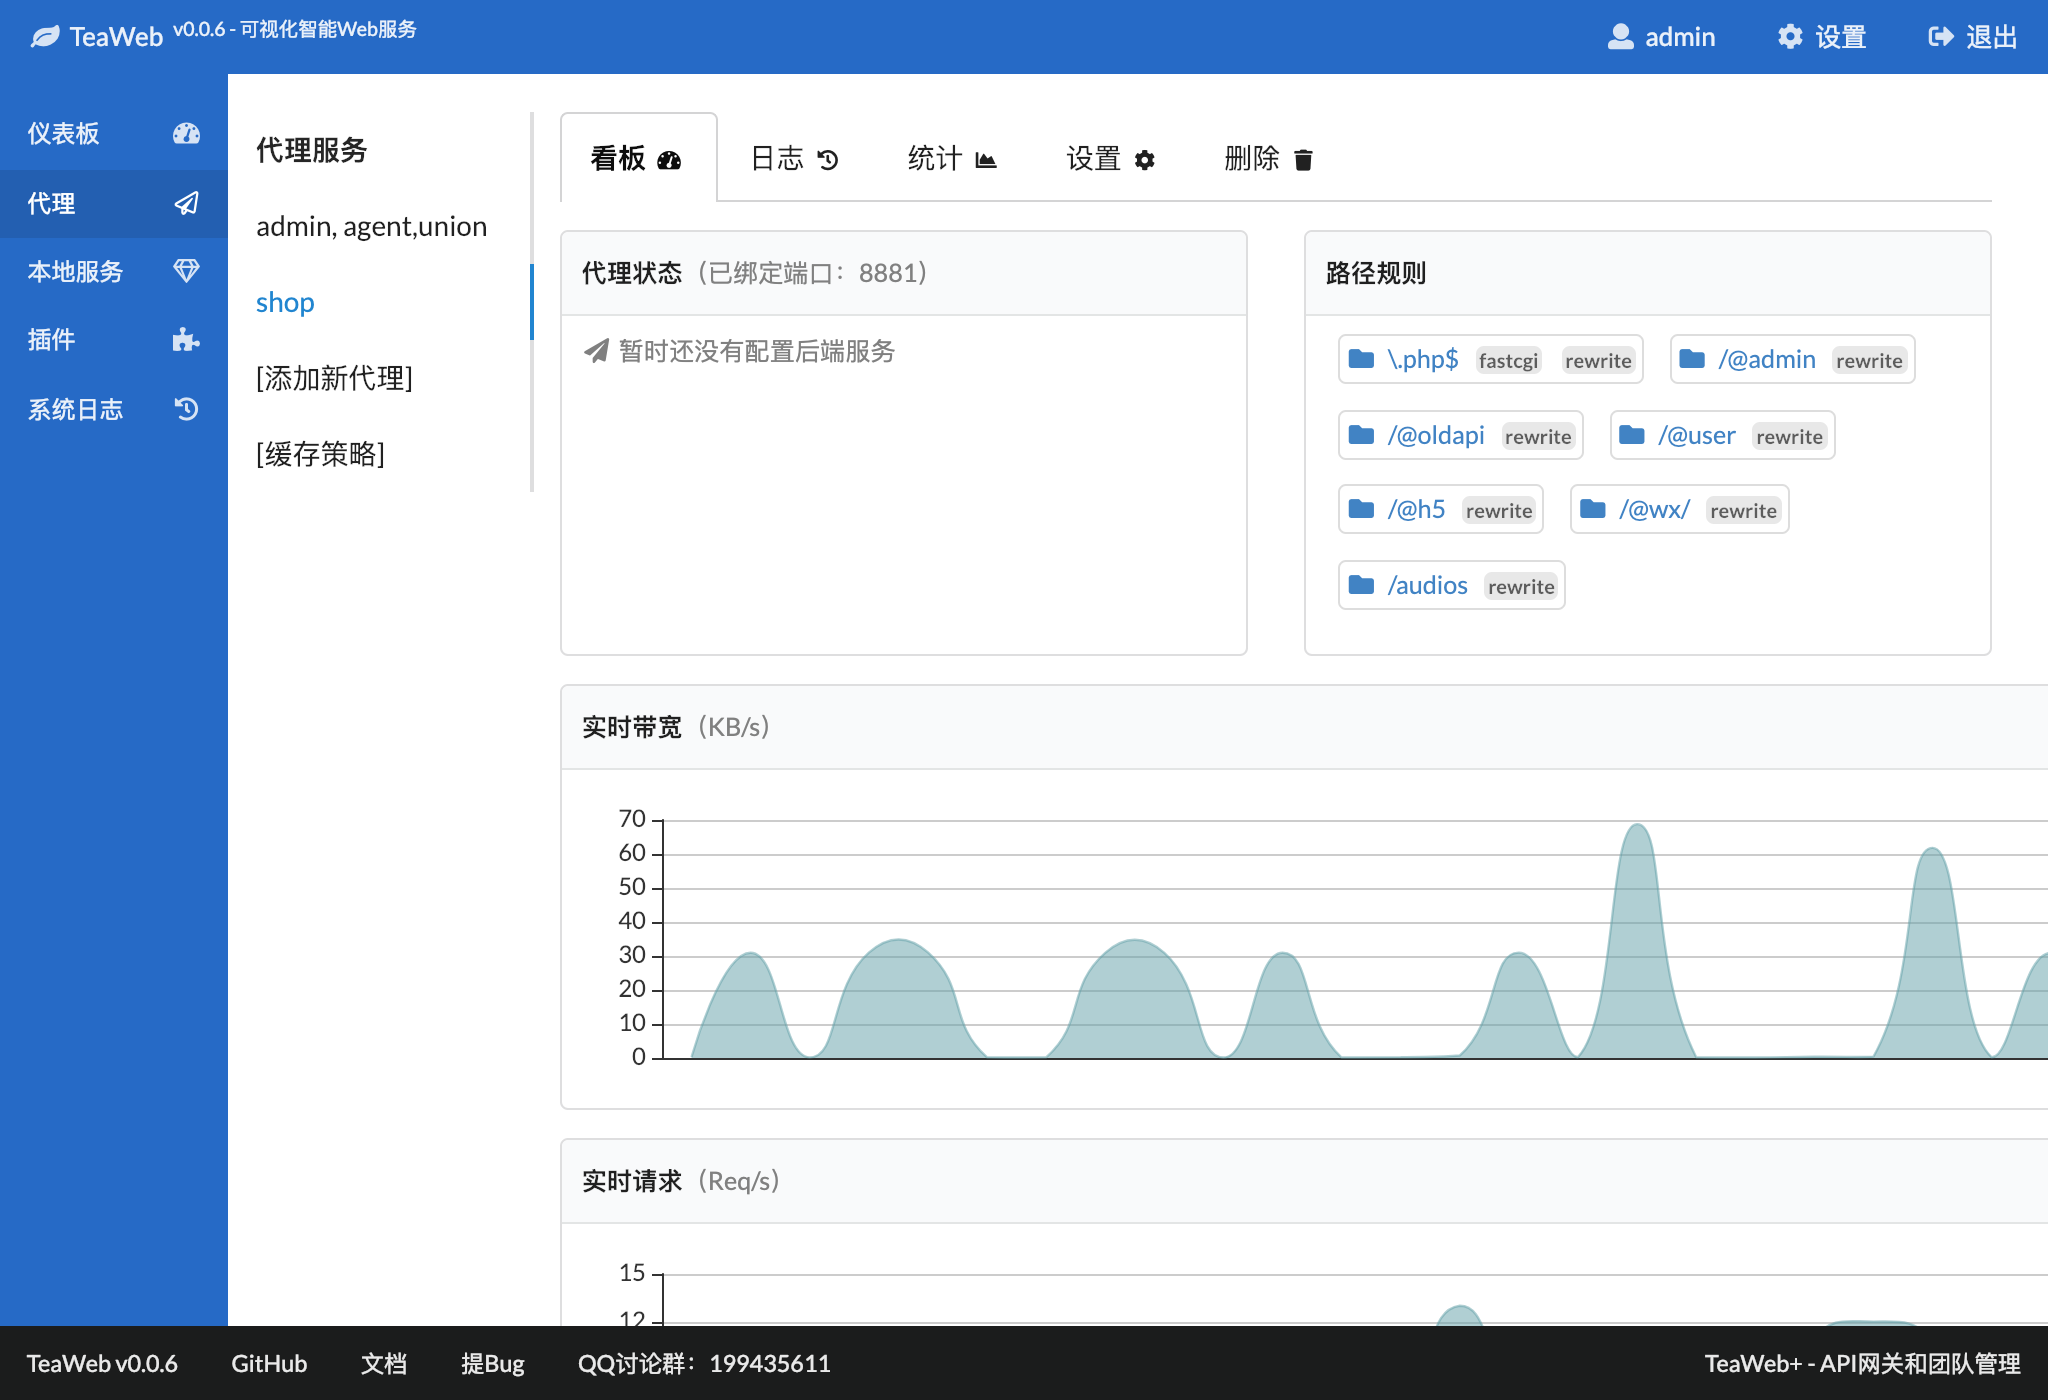 TeaWeb v0.0.6 - 可视化智能Web服务
admin 设置 退出
仪表板
代理
本地服务
插件
系统日志
代理服务
admin, agent,union
shop
[添加新代理]
[缓存策略]
看板 日志 统计 设置 删除
代理状态（已绑定端口：8881）
暂时还没有配置后端服务
路径规则
\.php$ fastcgi rewrite /@admin rewrite
/@oldapi rewrite /@user rewrite
/@h5 rewrite /@wx/ rewrite
/audios rewrite
实时带宽（KB/s）
70
60
50
40
30
20
10
0
实时请求（Req/s）
15
12
TeaWeb v0.0.6 GitHub 文档 提Bug QQ讨论群：199435611 TeaWeb+ - API网关和团队管理